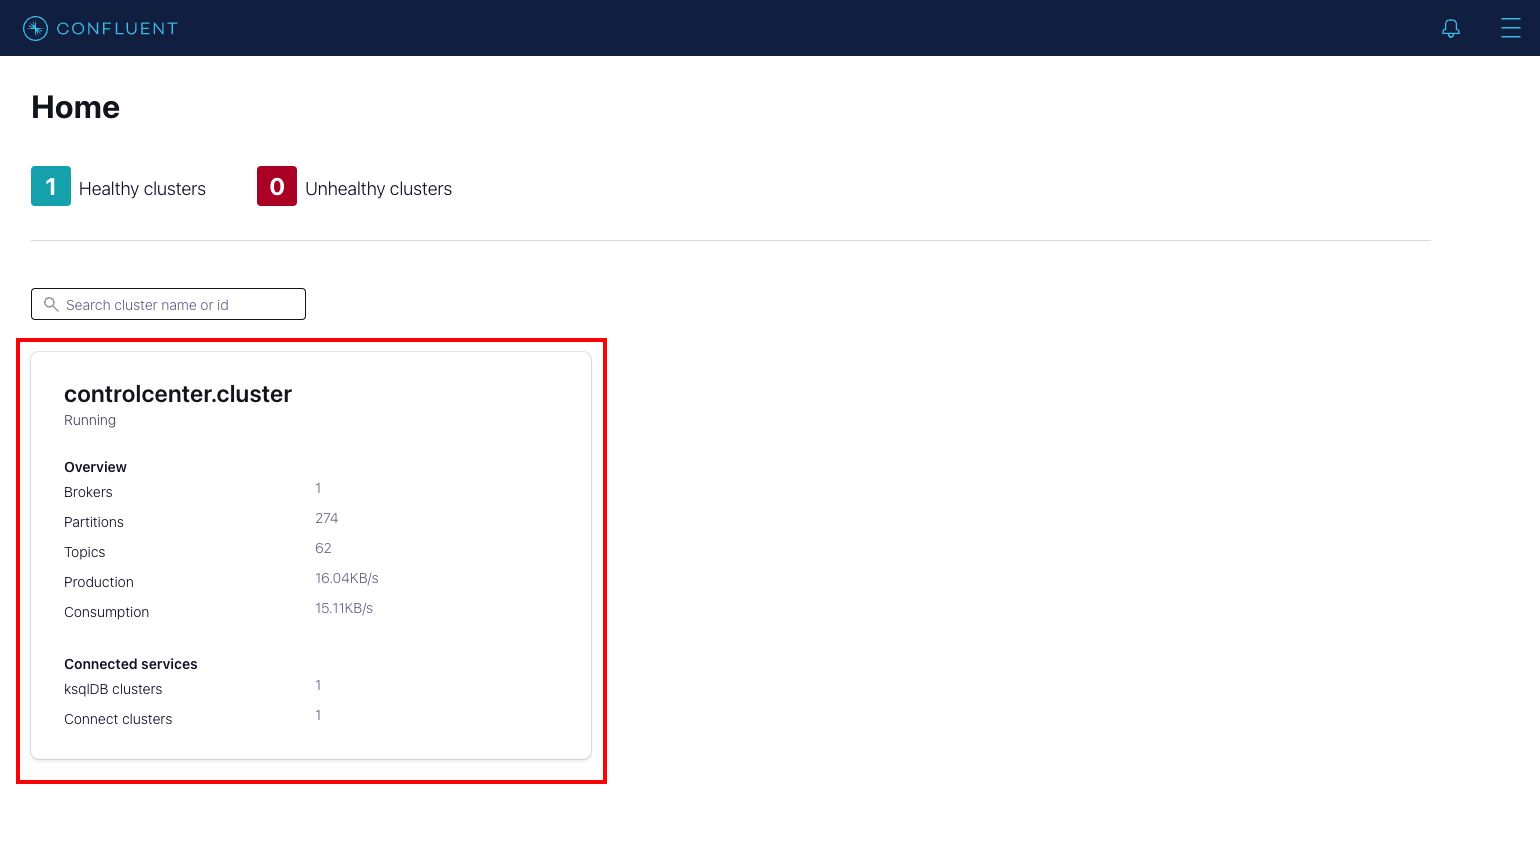 CONFLUENT
Home
1 Healthy clusters 0 Unhealthy clusters
Search cluster name or id
controlcenter.cluster
Running
Overview
Brokers 1
Partitions 274
Topics 62
Production 16.04KB/s
Consumption 15.11KB/s
Connected services
ksqlDB clusters 1
Connect clusters 1